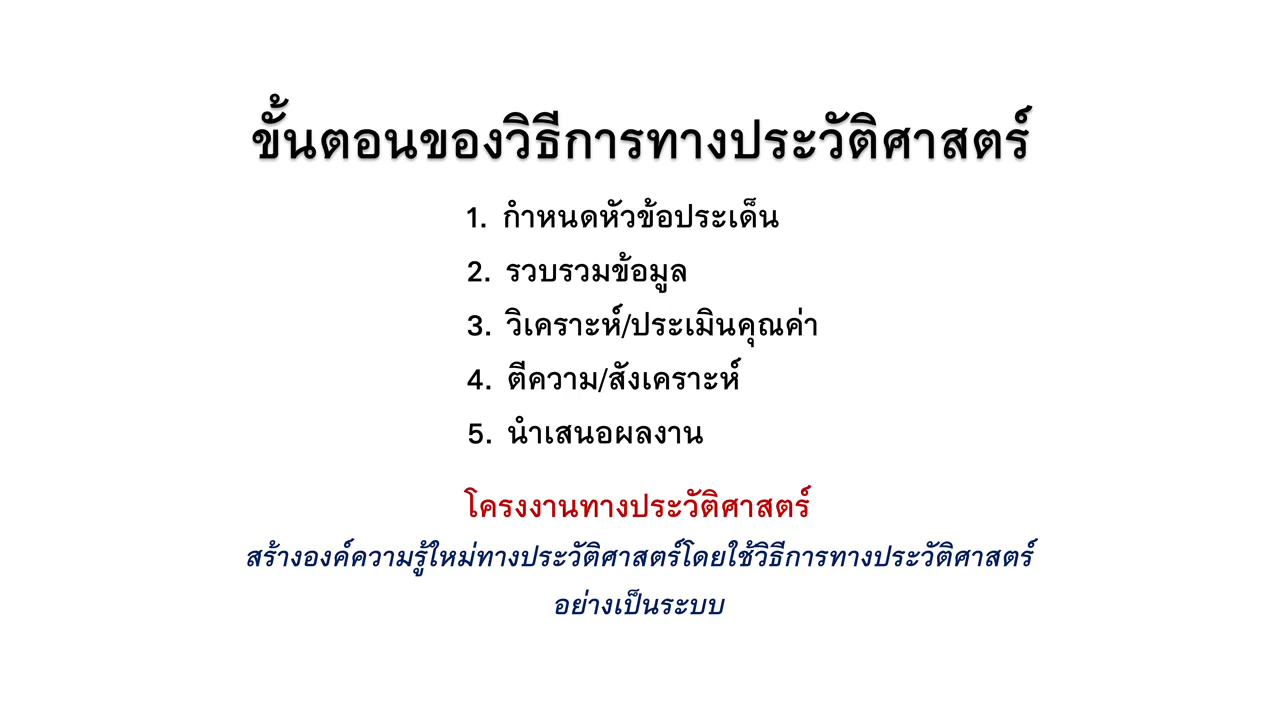 ขั้นตอนของวิธีการทางประวัติศาสตร์
1. กำหนดหัวข้อประเด็น
2. รวบรวมข้อมูล
3. วิเคราะห์/ประเมินคุณค่า
4. ตีความ/สังเคราะห์
5. นำเสนอผลงาน
โครงงานทางประวัติศาสตร์
สร้างองค์ความรู้ใหม่ทางประวัติศาสตร์โดยใช้วิธีการทางประวัติศาสตร์
อย่างเป็นระบบ